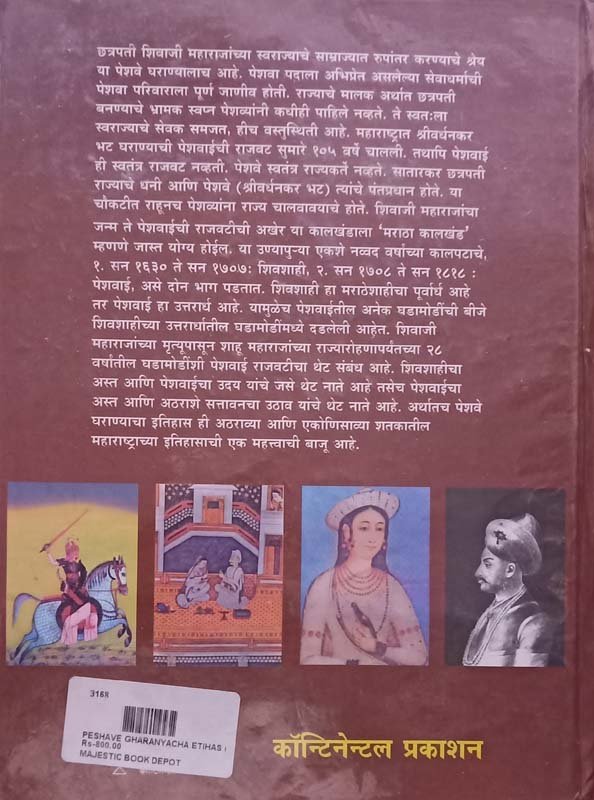 छत्रपती शिवाजी महाराजांच्या स्वराज्याचे साम्राज्यात रुपांतर करण्याचे श्रेय
या पेशवे घराण्यालाच आहे. पेशवा पदाला अभिप्रेत असलेल्या सेवाधर्माची
पेशवा परिवाराला पूर्ण जाणीव होती. राज्याचे मालक अर्थात छत्रपती
बनण्याचे भ्रामक स्वप्न पेशव्यांनी कधीही पाहिले नव्हते. ते स्वतःला
स्वराज्याचे सेवक समजत, हीच वस्तुस्थिती आहे. महाराष्ट्रात श्रीवर्धनकर
भट घराण्याची पेशवाईची राजवट सुमारे १०५ वर्षे चालली. तथापि पेशवाई
ही स्वतंत्र राजवट नव्हती. पेशवे स्वतंत्र राज्यकर्ते नव्हते. सातारकर छत्रपती
राज्याचे धनी आणि पेशवे (श्रीवर्धनकर भट) त्यांचे पंतप्रधान होते. या
चौकटीत राहूनच पेशव्यांना राज्य चालवावयाचे होते. शिवाजी महाराजांचा
जन्म ते पेशवाईची राजवटीची अखेर या कालखंडाला 'मराठा कालखंड'
म्हणणे जास्त योग्य होईल. या उण्यापुऱ्या एकशे नव्वद वर्षांच्या कालपटाचे,
१. सन १६३० ते सन १७०७: शिवशाही, २. सन १७०८ ते सन १८१८ :
पेशवाई, असे दोन भाग पडतात. शिवशाही हा मराठेशाहीचा पूर्वार्ध आहे
तर पेशवाई हा उत्तरार्ध आहे. यामुळेच पेशवाईतील अनेक घडामोडींची बीजे
शिवशाहीच्या उत्तरार्धातील घडामोडींमध्ये दडलेली आहेत. शिवाजी
महाराजांच्या मृत्यूपासून शाहू महाराजांच्या राज्यारोहणापर्यंतच्या २८
वर्षांतील घडामोडींशी पेशवाई राजवटीचा थेट संबंध आहे. शिवशाहीचा
अस्त आणि पेशवाईचा उदय यांचे जसे थेट नाते आहे तसेच पेशवाईचा
अस्त आणि अठराशे सत्तावनचा उठाव यांचे थेट नाते आहे. अर्थातच पेशवे
घराण्याचा इतिहास ही अठराव्या आणि एकोणिसाव्या शतकातील
महाराष्ट्राच्या इतिहासाची एक महत्त्वाची बाजू आहे.
3168
PESHAVE GHARANYACHA ETIHAS (
Rs-800.00
MAJESTIC BOOK DEPOT
कॉन्टिनेन्टल प्रकाशन